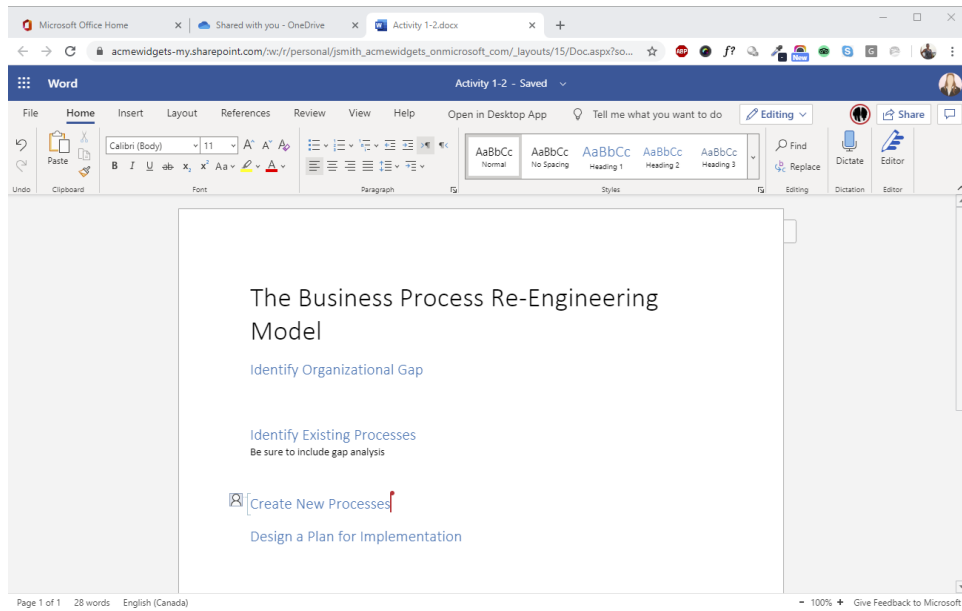 Microsoft Office Home
Shared with you - OneDrive
Activity 1-2.docx
acmewidgets-my.sharepoint.com/:w:/r/personal/jsmith_acmewidgets_onmicrosoft_com/_layouts/15/Doc.aspx?so...
ABP
f?
New
S
G
Word
Activity 1-2 - Saved
File Home Insert Layout References Review View Help Open in Desktop App Tell me what you want to do Editing Share
Paste
Calibri (Body) 11 A^ A˅ A
B I U ab x₂ x² Aa A
AaBbCc AaBbCc AaBbCc AaBbCc AaBbCc
Normal No Spacing Heading 1 Heading 2 Heading 3
Find
Replace
Dictate
Editor
Undo Clipboard Font Paragraph Styles Editing Dictation Editor
The Business Process Re-Engineering
Model
Identify Organizational Gap
Identify Existing Processes
Be sure to include gap analysis
Create New Processes
Design a Plan for Implementation
Page 1 of 1 28 words English (Canada) - 100% + Give Feedback to Microsoft